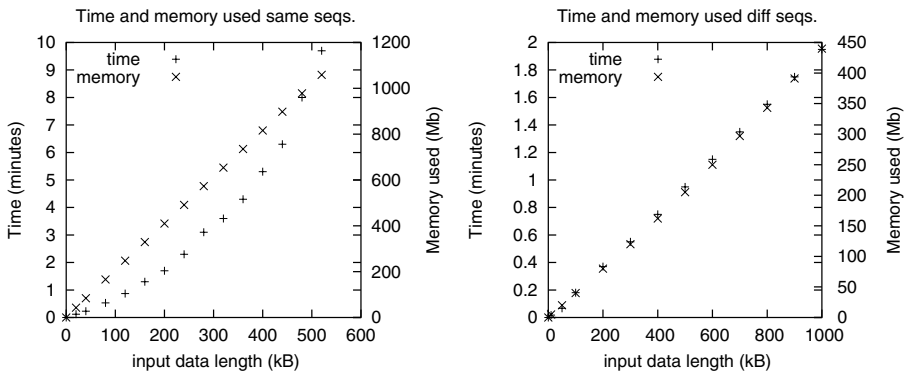 Time and memory used same seqs.
10
9
8
7
6
5
4
3
2
1
0
Time (minutes)
time
memory
1200
1000
800
600
400
200
0
Memory used (Mb)
0 100 200 300 400 500 600
input data length (kB)
Time and memory used diff seqs.
2
1.8
1.6
1.4
1.2
1
0.8
0.6
0.4
0.2
0
Time (minutes)
time
memory
450
400
350
300
250
200
150
100
50
0
Memory used (Mb)
0 200 400 600 800 1000
input data length (kB)